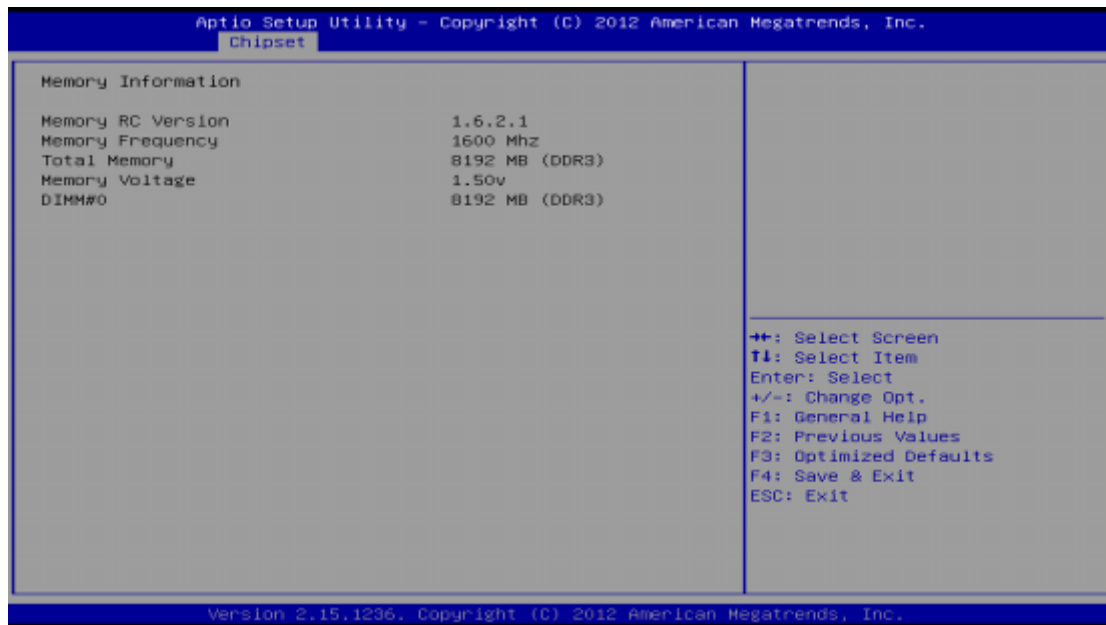 Aptio Setup Utility – Copyright (C) 2012 American Megatrends, Inc.
Chipset
Memory Information
Memory RC Version 1.6.2.1
Memory Frequency 1600 Mhz
Total Memory 8192 MB (DDR3)
Memory Voltage 1.50v
DIMM#0 8192 MB (DDR3)
→←: Select Screen
↑↓: Select Item
Enter: Select
+/-: Change Opt.
F1: General Help
F2: Previous Values
F3: Optimized Defaults
F4: Save & Exit
ESC: Exit
Version 2.15.1236. Copyright (C) 2012 American Megatrends, Inc.